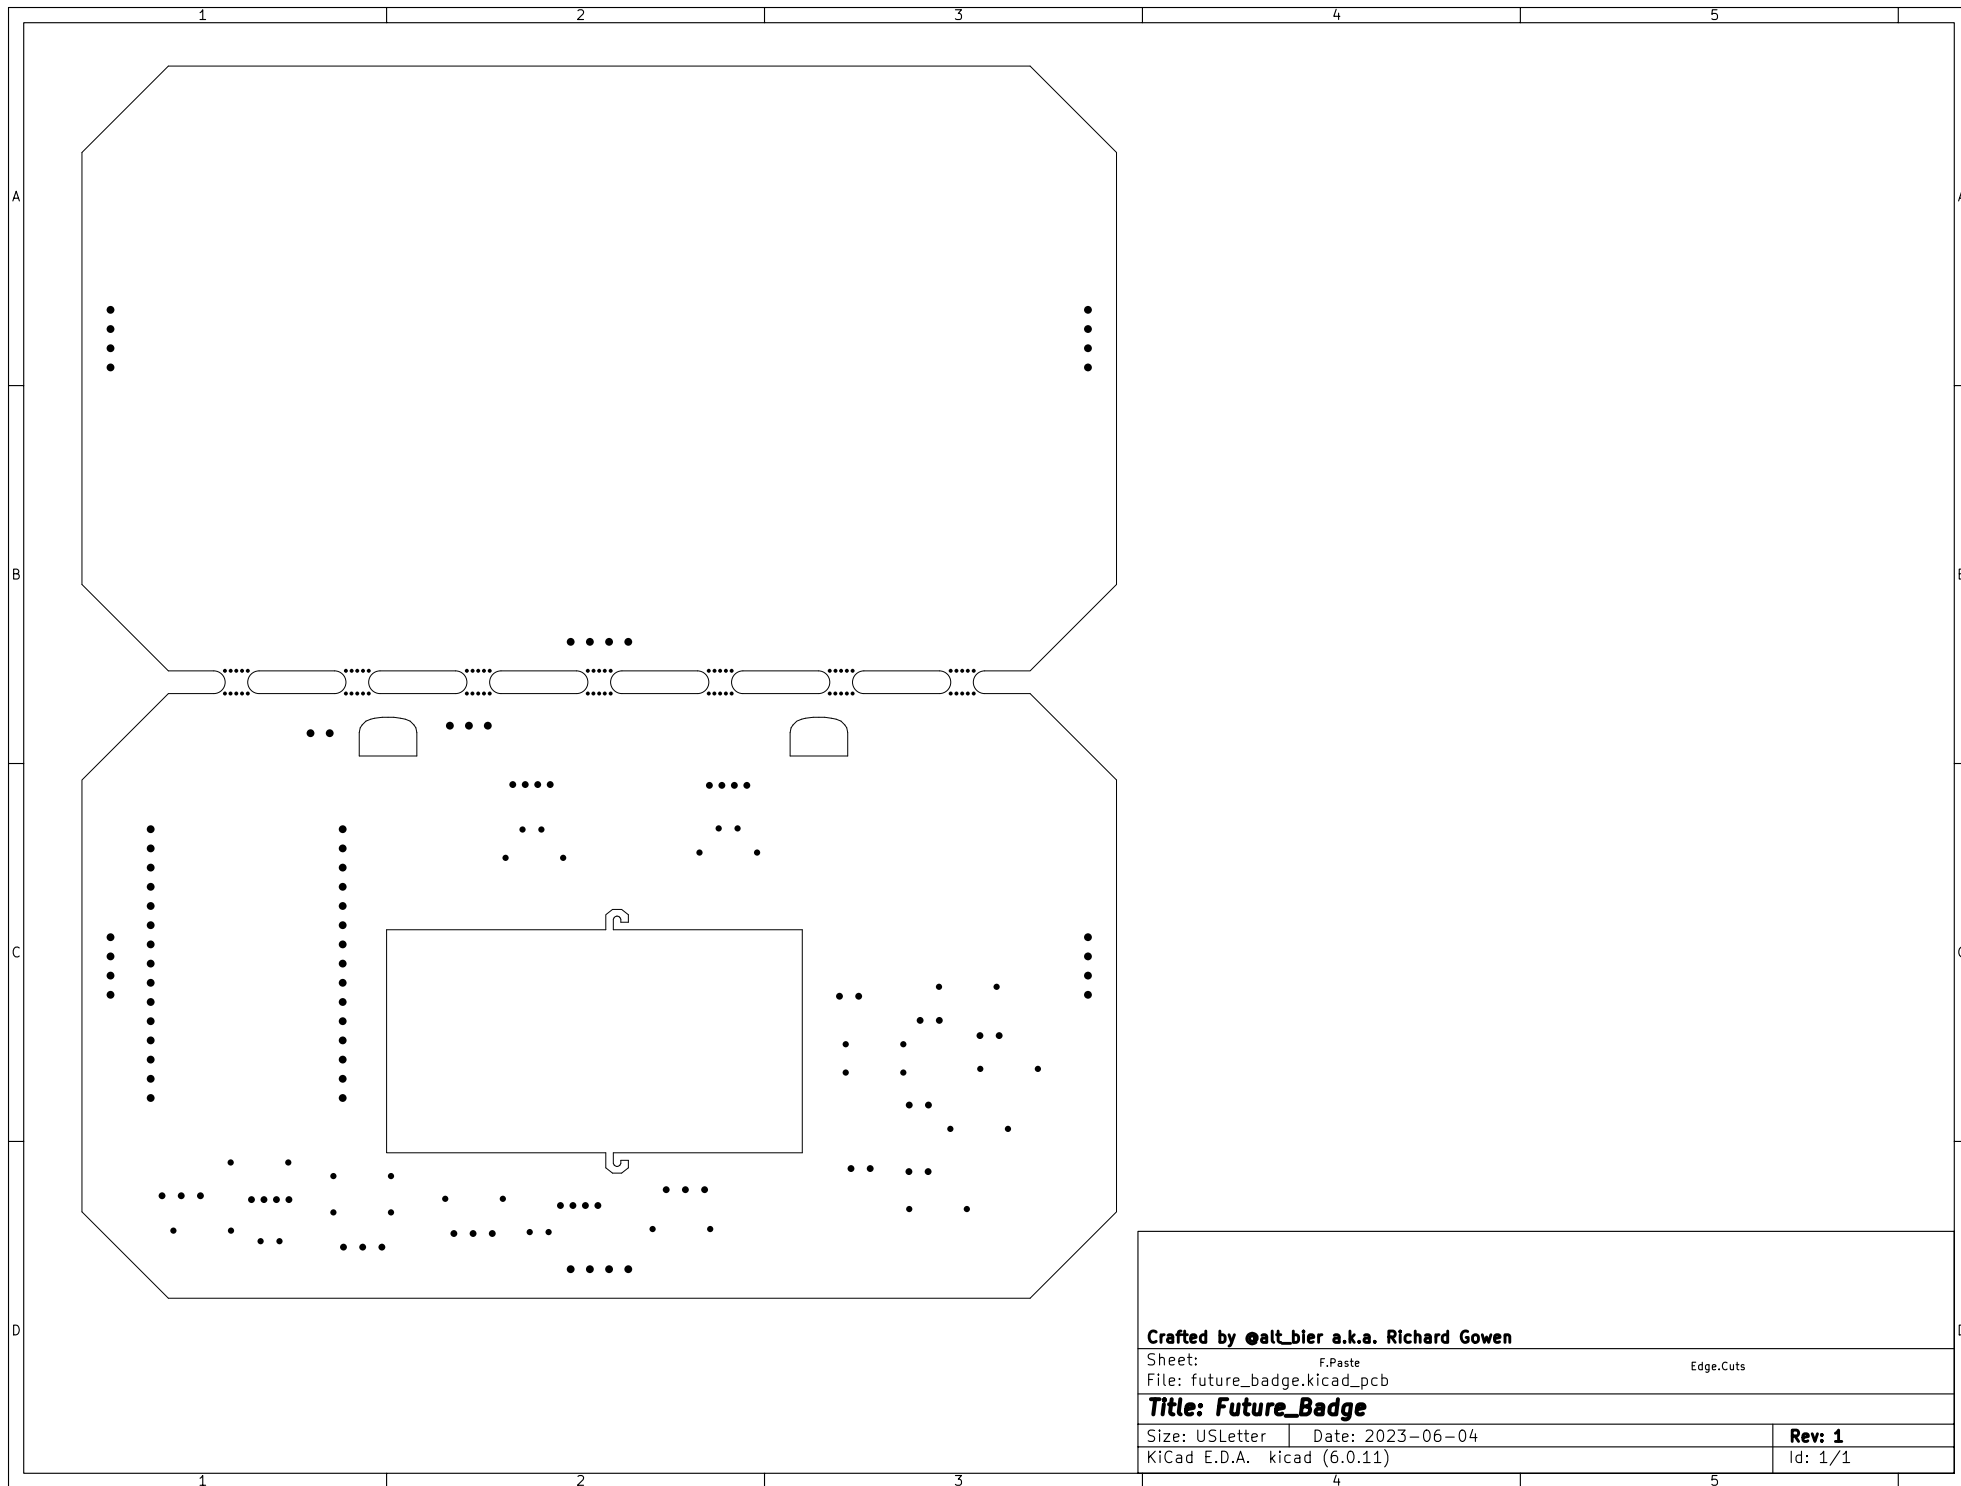 1 2 3 4 5
A A
B B
C C
D D
Crafted by @alt_bier a.k.a. Richard Gowen
Sheet: F.Paste Edge.Cuts
File: future_badge.kicad_pcb
Title: Future_Badge
Size: USLetter Date: 2023-06-04 Rev: 1
KiCad E.D.A. kicad (6.0.11) Id: 1/1
1 2 3 4 5